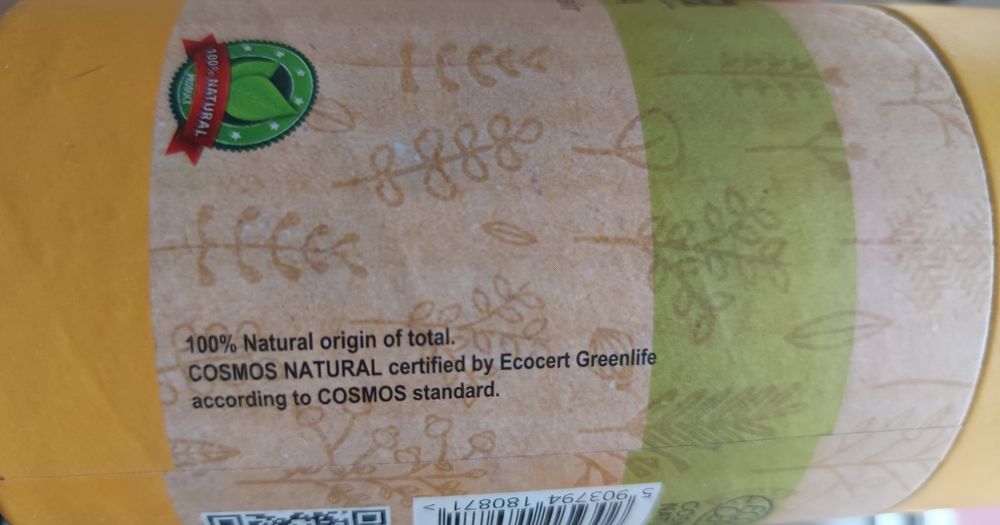 100% NATURAL
PRODUCT
100% Natural origin of total.
COSMOS NATURAL certified by Ecocert Greenlife
according to COSMOS standard.
5 903794 180871 >